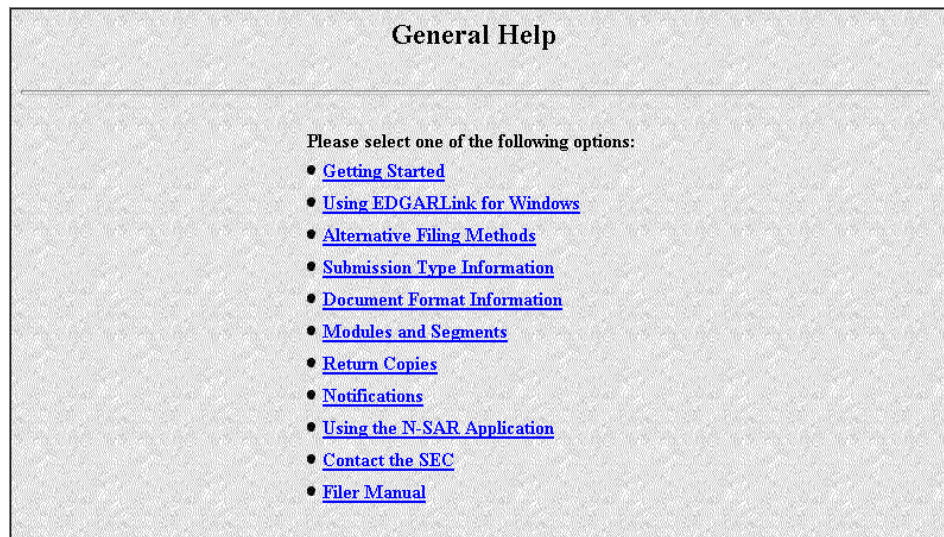 General Help
Please select one of the following options:
Getting Started
Using EDGARLink for Windows
Alternative Filing Methods
Submission Type Information
Document Format Information
Modules and Segments
Return Copies
Notifications
Using the N-SAR Application
Contact the SEC
Filer Manual